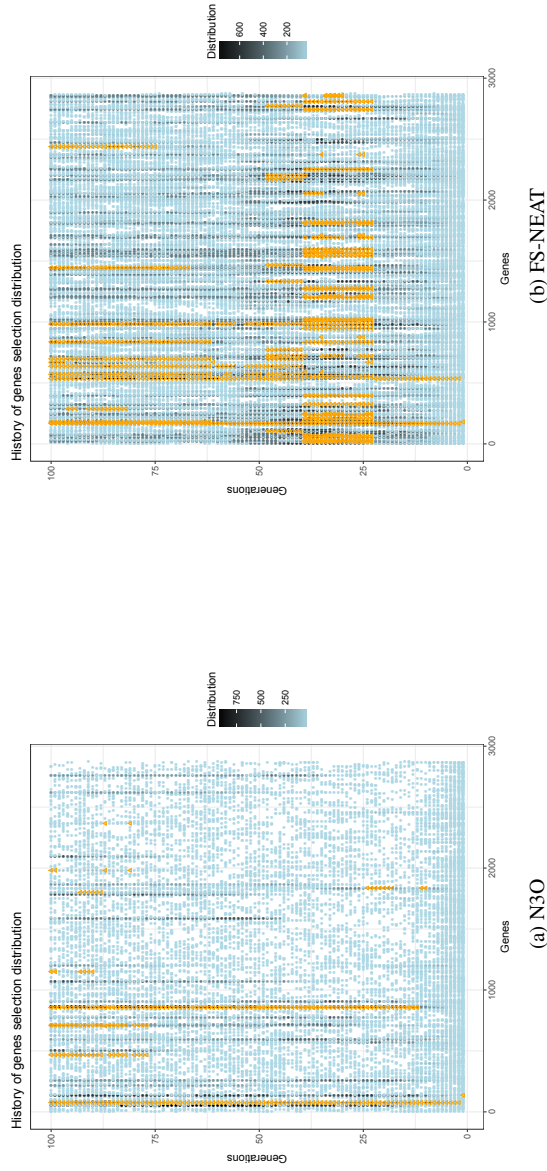 History of genes selection distribution
Generations
100
75
50
25
0
0
1000
2000
3000
Genes
Distribution
750
500
250
(a) N3O
History of genes selection distribution
Generations
100
75
50
25
0
0
1000
2000
3000
Genes
Distribution
600
400
200
(b) FS-NEAT